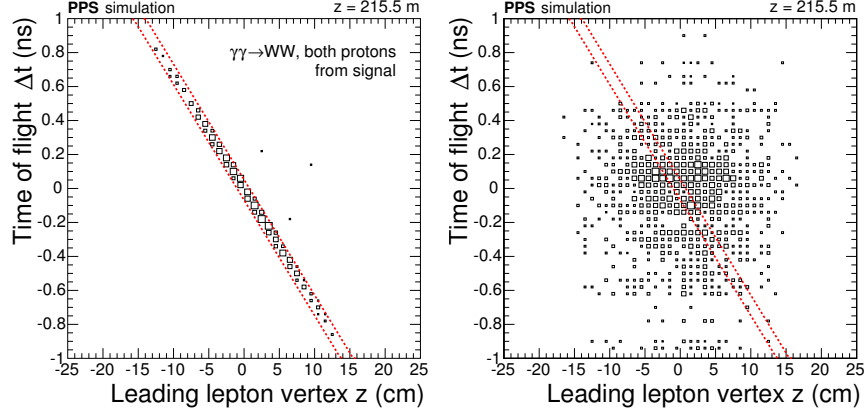 PPS simulation z = 215.5 m
Time of flight Δt (ns)
1
0.8
0.6
0.4
0.2
0
-0.2
-0.4
-0.6
-0.8
-1
γγ→WW, both protons
from signal
-25 -20 -15 -10 -5 0 5 10 15 20 25
Leading lepton vertex z (cm)
PPS simulation z = 215.5 m
Time of flight Δt (ns)
1
0.8
0.6
0.4
0.2
0
-0.2
-0.4
-0.6
-0.8
-1
-25 -20 -15 -10 -5 0 5 10 15 20 25
Leading lepton vertex z (cm)